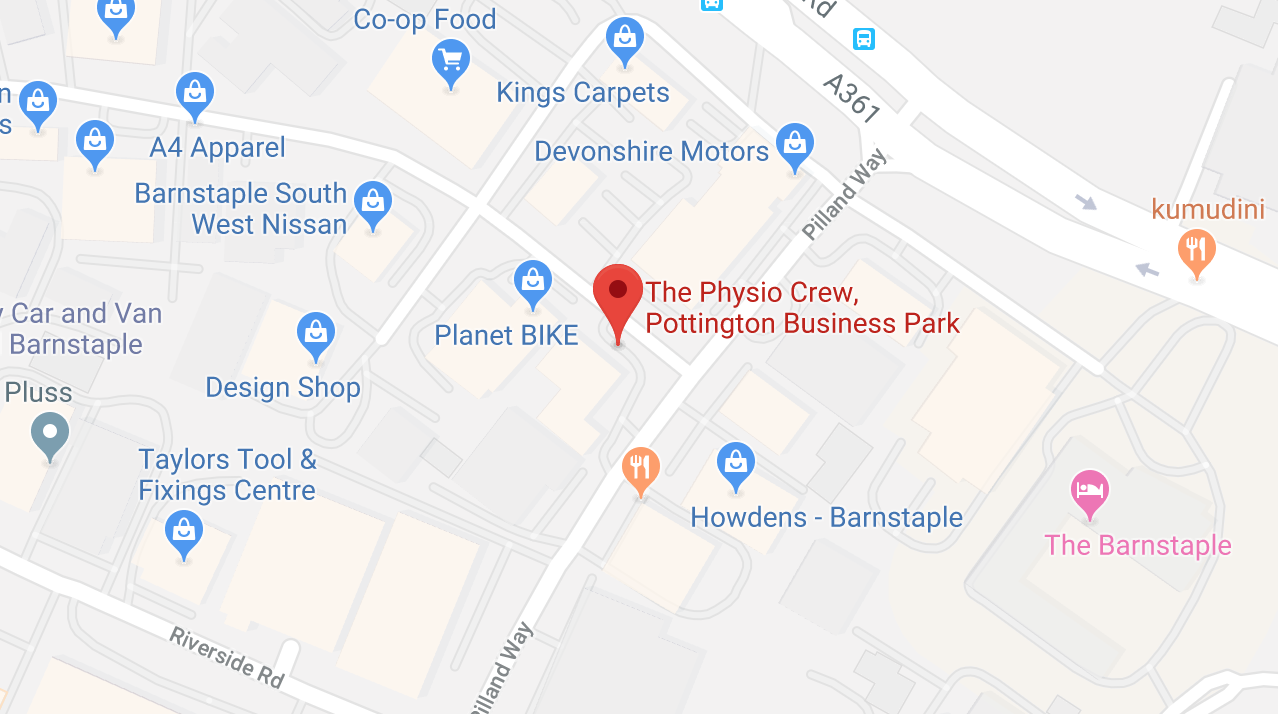 Rd
Co-op Food
Kings Carpets
A361
n
s
A4 Apparel
Devonshire Motors
Pilland Way
Barnstaple South
West Nissan
kumudini
The Physio Crew,
Pottington Business Park
Car and Van
Barnstaple
Planet BIKE
Design Shop
Pluss
Taylors Tool &
Fixings Centre
Howdens - Barnstaple
The Barnstaple
Riverside Rd
Pilland Way